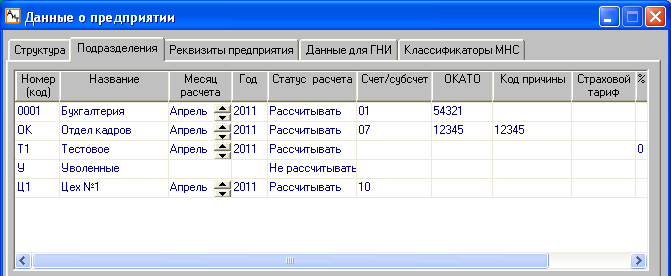 Данные о предприятии
Структура Подразделения Реквизиты предприятия Данные для ГНИ Классификаторы МНС
Номер (код) Название Месяц расчета Год Статус расчета Счет/субсчет ОКАТО Код причины Страховой тариф %
0001 Бухгалтерия Апрель 2011 Рассчитывать 01 54321
ОК Отдел кадров Апрель 2011 Рассчитывать 07 12345 12345
Т1 Тестовое Апрель 2011 Рассчитывать 0
У Уволенные Не рассчитывать
Ц1 Цех №1 Апрель 2011 Рассчитывать 10